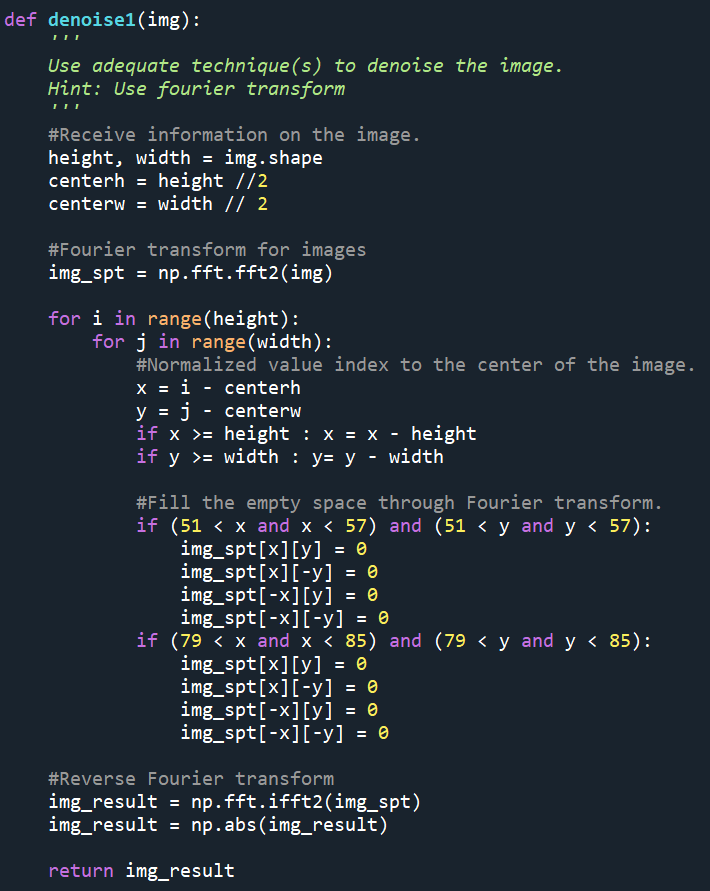 def denoise1(img):
    '''
    Use adequate technique(s) to denoise the image.
    Hint: Use fourier transform
    '''
    #Receive information on the image.
    height, width = img.shape
    centerh = height //2
    centerw = width // 2

    #Fourier transform for images
    img_spt = np.fft.fft2(img)

    for i in range(height):
        for j in range(width):
            #Normalized value index to the center of the image.
            x = i - centerh
            y = j - centerw
            if x >= height : x = x - height
            if y >= width : y= y - width

            #Fill the empty space through Fourier transform.
            if (51 < x and x < 57) and (51 < y and y < 57):
                img_spt[x][y] = 0
                img_spt[x][-y] = 0
                img_spt[-x][y] = 0
                img_spt[-x][-y] = 0
            if (79 < x and x < 85) and (79 < y and y < 85):
                img_spt[x][y] = 0
                img_spt[x][-y] = 0
                img_spt[-x][y] = 0
                img_spt[-x][-y] = 0

    #Reverse Fourier transform
    img_result = np.fft.ifft2(img_spt)
    img_result = np.abs(img_result)

    return img_result